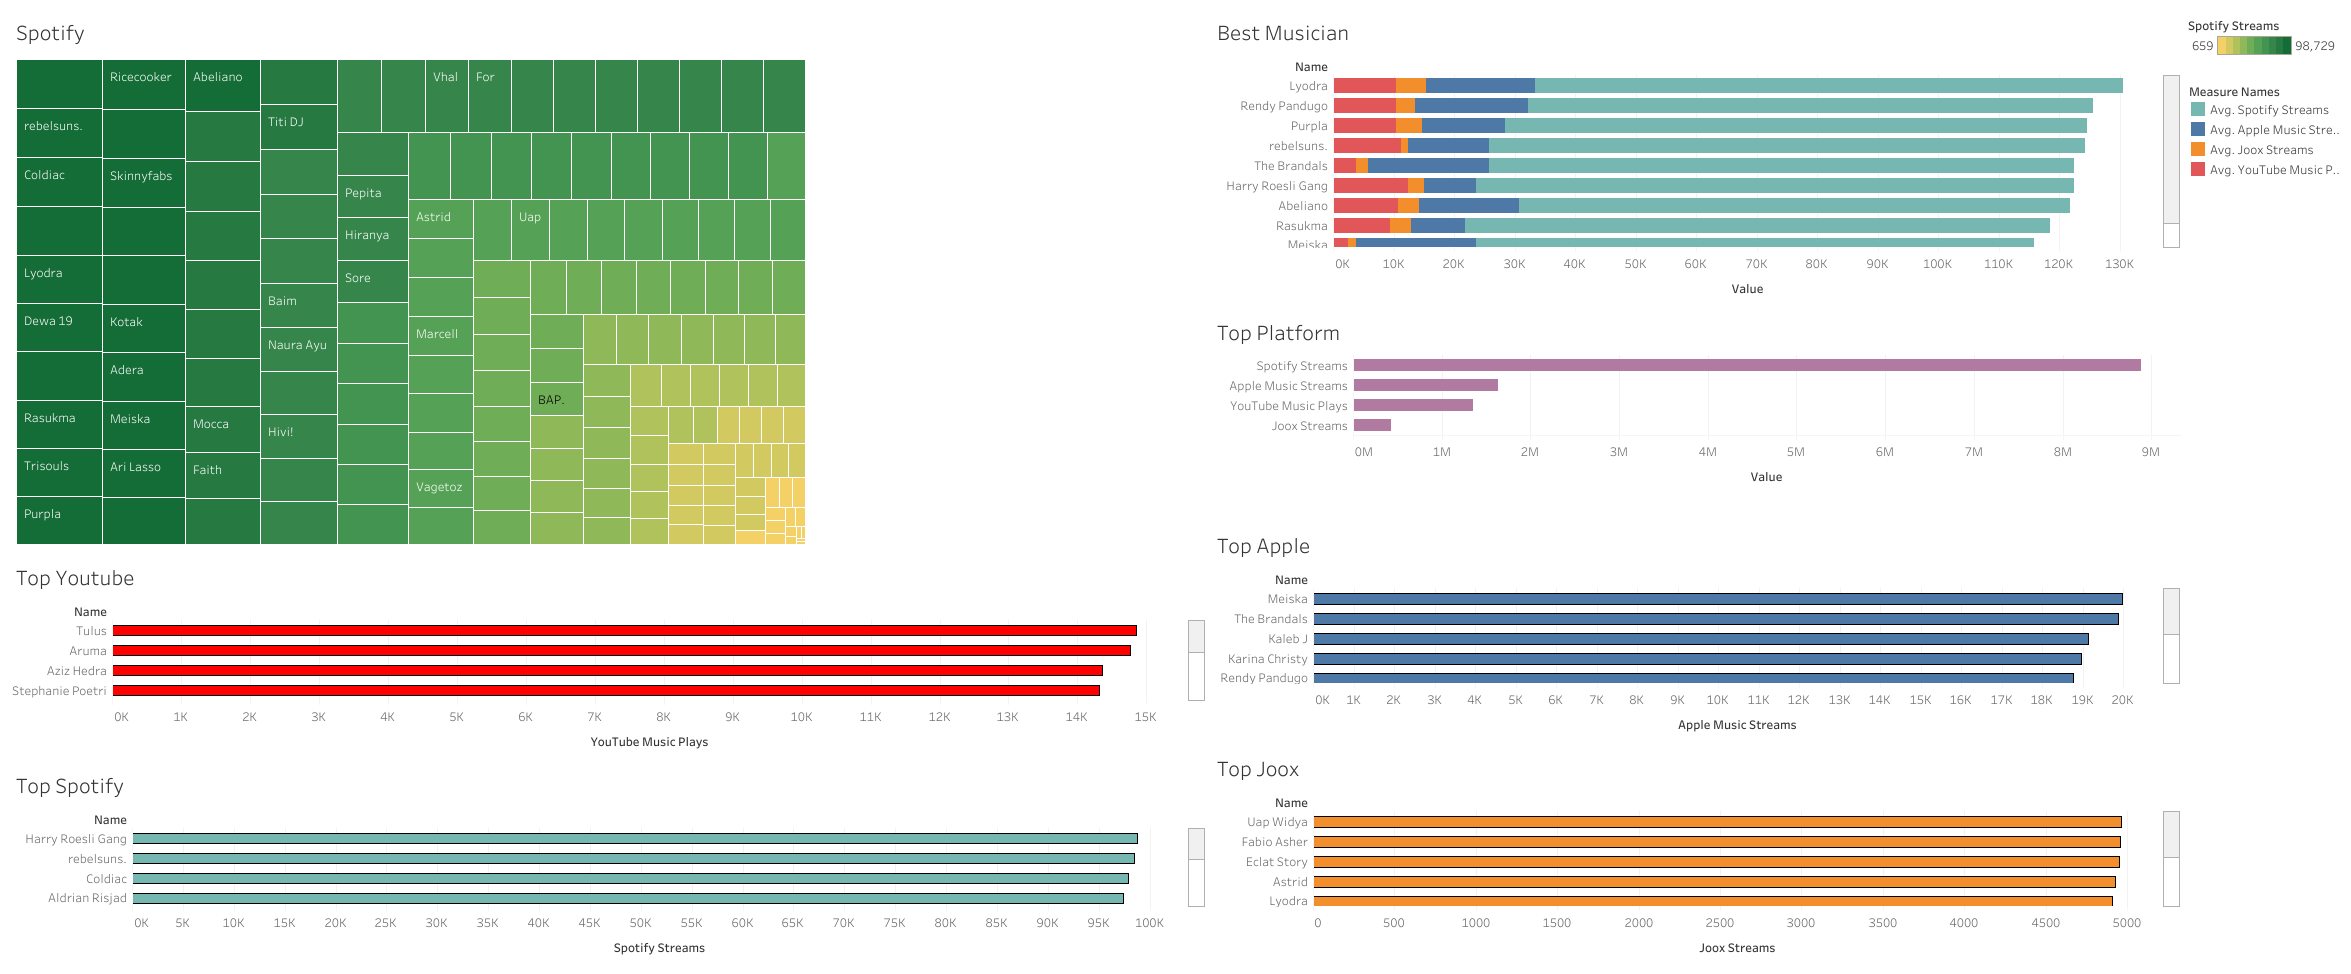 Spotify
Ricecooker
Abeliano
Vhal
For
rebelsuns.
Titi DJ
Coldiac
Skinnyfabs
Pepita
Astrid
Uap
Hiranya
Lyodra
Sore
Baim
Dewa 19
Kotak
Marcell
Naura Ayu
Adera
BAP.
Rasukma
Meiska
Mocca
Hivi!
Trisouls
Ari Lasso
Faith
Vagetoz
Purpla
Best Musician
Name
Lyodra
Rendy Pandugo
Purpla
rebelsuns.
The Brandals
Harry Roesli Gang
Abeliano
Rasukma
Meiska
0K 10K 20K 30K 40K 50K 60K 70K 80K 90K 100K 110K 120K 130K
Value
Spotify Streams
659 98,729
Measure Names
Avg. Spotify Streams
Avg. Apple Music Stre..
Avg. Joox Streams
Avg. YouTube Music P..
Top Platform
Spotify Streams
Apple Music Streams
YouTube Music Plays
Joox Streams
0M 1M 2M 3M 4M 5M 6M 7M 8M 9M
Value
Top Youtube
Name
Tulus
Aruma
Aziz Hedra
Stephanie Poetri
0K 1K 2K 3K 4K 5K 6K 7K 8K 9K 10K 11K 12K 13K 14K 15K
YouTube Music Plays
Top Apple
Name
Meiska
The Brandals
Kaleb J
Karina Christy
Rendy Pandugo
0K 1K 2K 3K 4K 5K 6K 7K 8K 9K 10K 11K 12K 13K 14K 15K 16K 17K 18K 19K 20K
Apple Music Streams
Top Spotify
Name
Harry Roesli Gang
rebelsuns.
Coldiac
Aldrian Risjad
0K 5K 10K 15K 20K 25K 30K 35K 40K 45K 50K 55K 60K 65K 70K 75K 80K 85K 90K 95K 100K
Spotify Streams
Top Joox
Name
Uap Widya
Fabio Asher
Eclat Story
Astrid
Lyodra
0 500 1000 1500 2000 2500 3000 3500 4000 4500 5000
Joox Streams